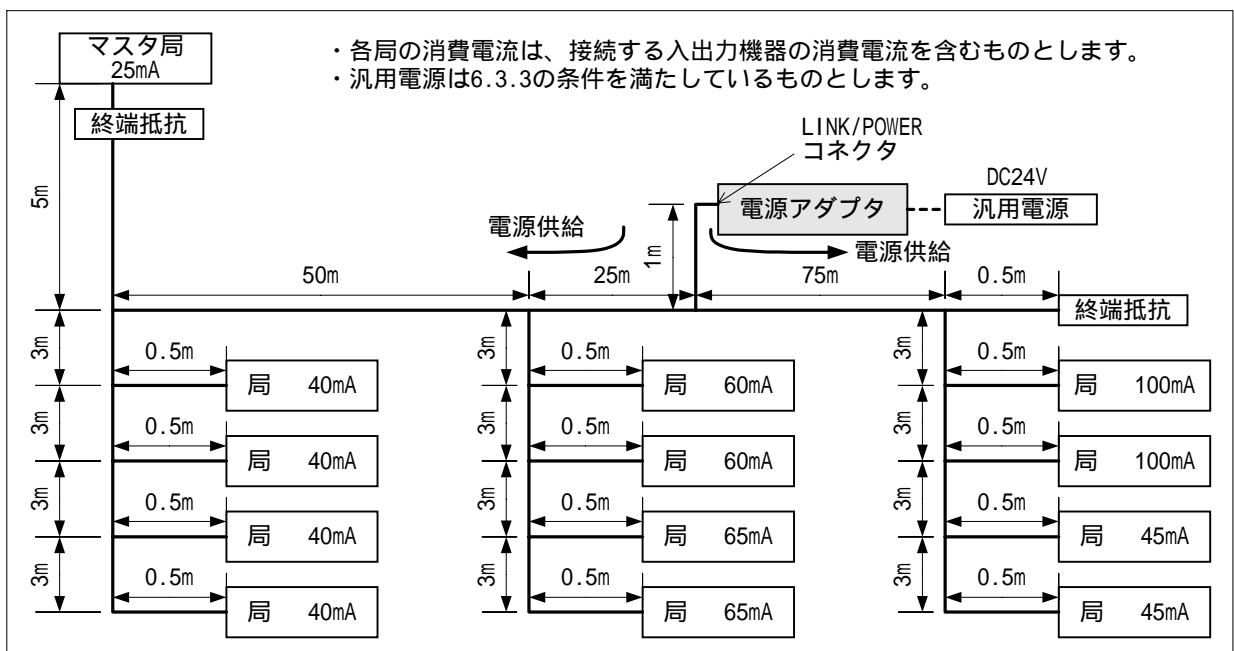 マスタ局
25mA
・各局の消費電流は、接続する入出力機器の消費電流を含むものとします。
・汎用電源は6.3.3の条件を満たしているものとします。
終端抵抗
LINK/POWER
コネクタ
DC24V
電源アダプタ
汎用電源
5m
電源供給
1m
電源供給
50m
25m
75m
0.5m
終端抵抗
3m
0.5m
局 40mA
3m
0.5m
局 60mA
3m
0.5m
局 100mA
3m
0.5m
局 40mA
3m
0.5m
局 60mA
3m
0.5m
局 100mA
3m
0.5m
局 40mA
3m
0.5m
局 65mA
3m
0.5m
局 45mA
3m
0.5m
局 40mA
3m
0.5m
局 65mA
3m
0.5m
局 45mA